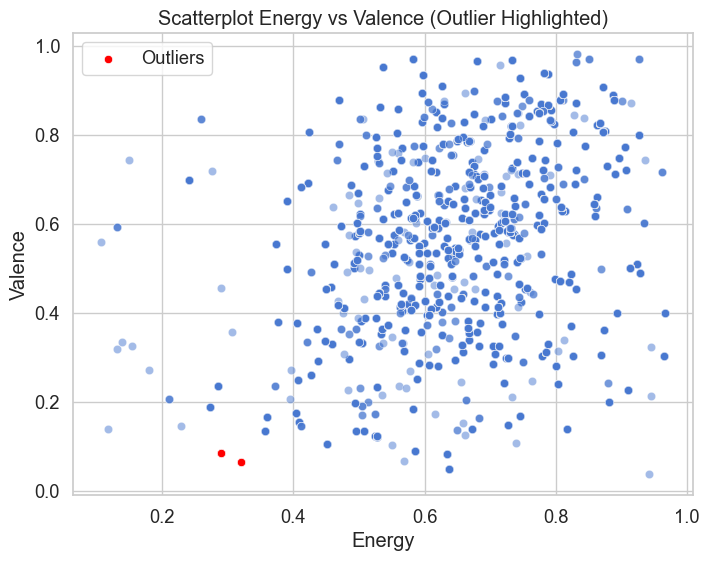 Scatterplot Energy vs Valence (Outlier Highlighted)
Outliers
1.0
0.8
0.6
0.4
0.2
0.0
Valence
0.2 0.4 0.6 0.8 1.0
Energy